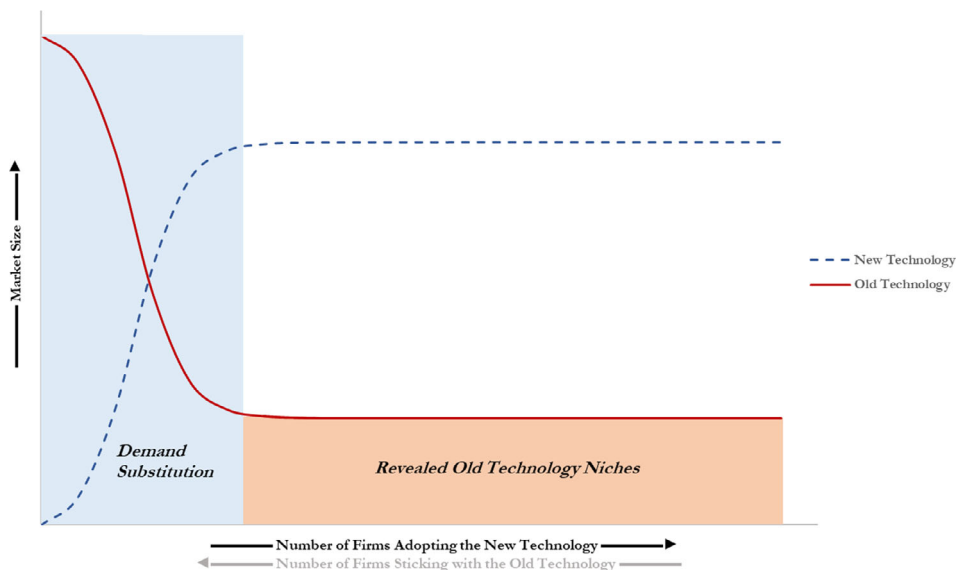 Market Size
New Technology
Old Technology
Demand
Substitution
Revealed Old Technology Niches
Number of Firms Adopting the New Technology
Number of Firms Sticking with the Old Technology